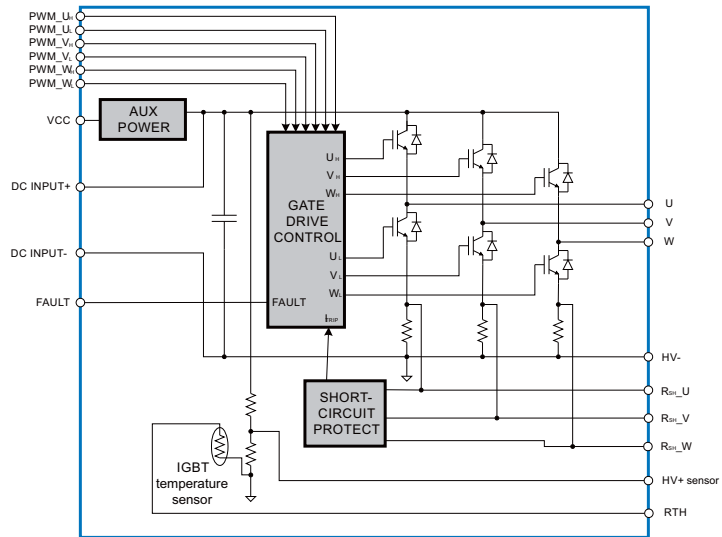 PWM_UH
PWM_UL
PWM_VH
PWM_VL
PWM_WH
PWM_WL
VCC
AUX
POWER
DC INPUT+
DC INPUT-
FAULT
GATE
DRIVE
CONTROL
UH
VH
WH
UL
VL
WL
FAULT
ITRIP
U
V
W
HV-
SHORT-
CIRCUIT
PROTECT
RSH_U
RSH_V
RSH_W
IGBT
temperature
sensor
HV+ sensor
RTH